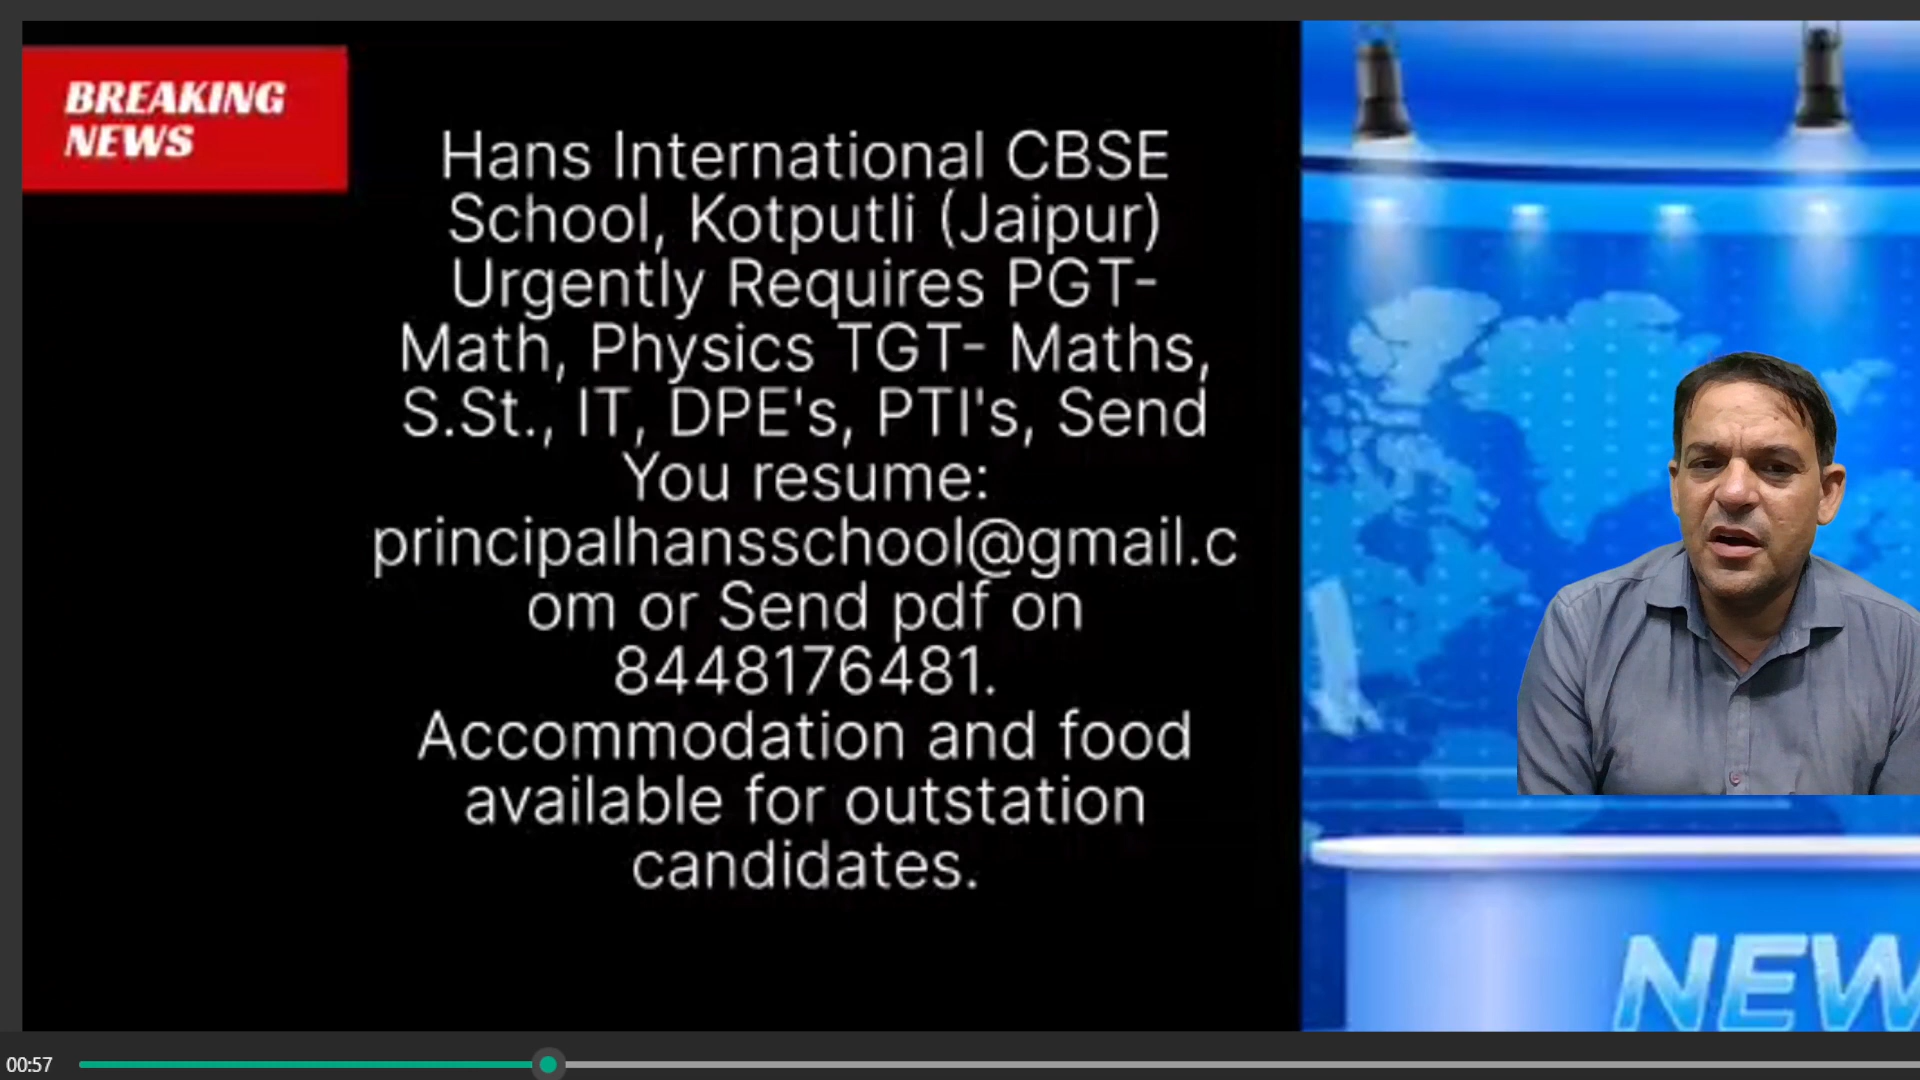 BREAKING
NEWS
Hans International CBSE
School, Kotputli (Jaipur)
Urgently Requires PGT-
Math, Physics TGT- Maths,
S.St., IT, DPE's, PTI's, Send
You resume:
principalhansschool@gmail.c
om or Send pdf on
8448176481.
Accommodation and food
available for outstation
candidates.
NEW
00:57